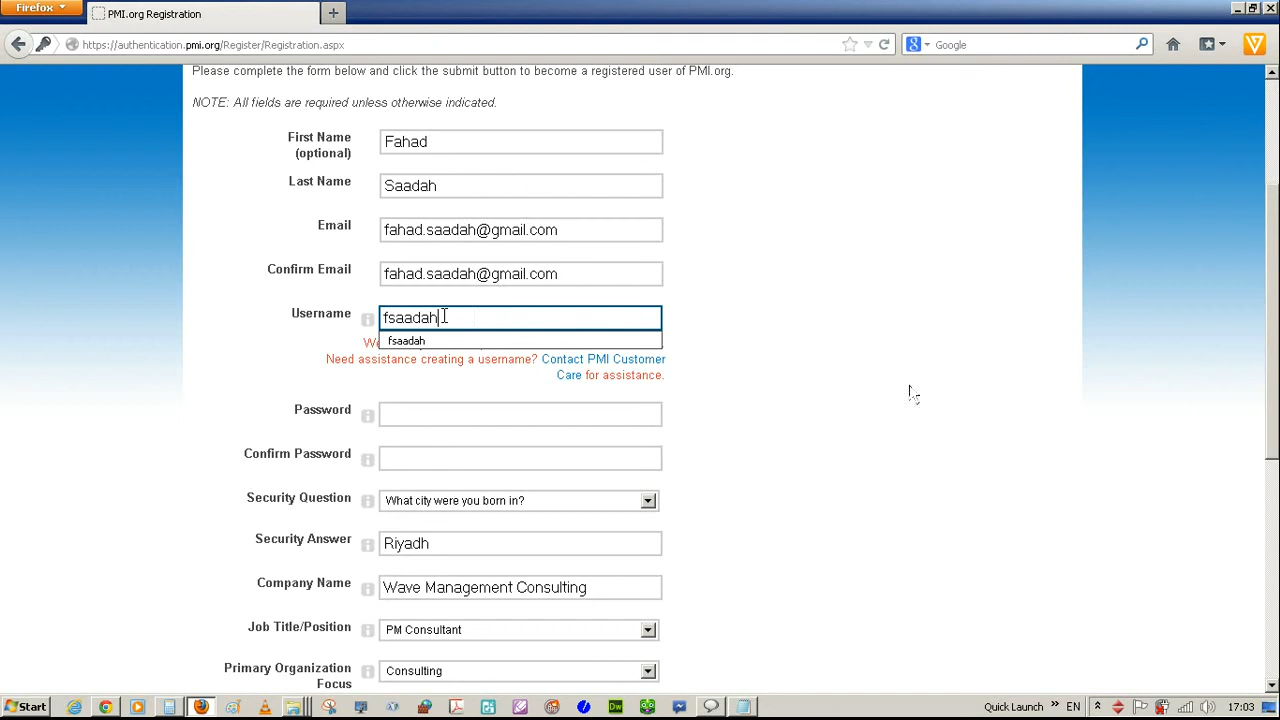 Firefox
PMI.org Registration
https://authentication.pmi.org/Register/Registration.aspx
Google
Please complete the form below and click the submit button to become a registered user of PMI.org.
NOTE: All fields are required unless otherwise indicated.
First Name
(optional)
Fahad
Last Name
Saadah
Email
fahad.saadah@gmail.com
Confirm Email
fahad.saadah@gmail.com
Username
fsaadah
fsaadah
We
Need assistance creating a username? Contact PMI Customer
Care for assistance.
Password
Confirm Password
Security Question
What city were you born in?
Security Answer
Riyadh
Company Name
Wave Management Consulting
Job Title/Position
PM Consultant
Primary Organization
Focus
Consulting
Start
Dw
Quick Launch
EN
17:03